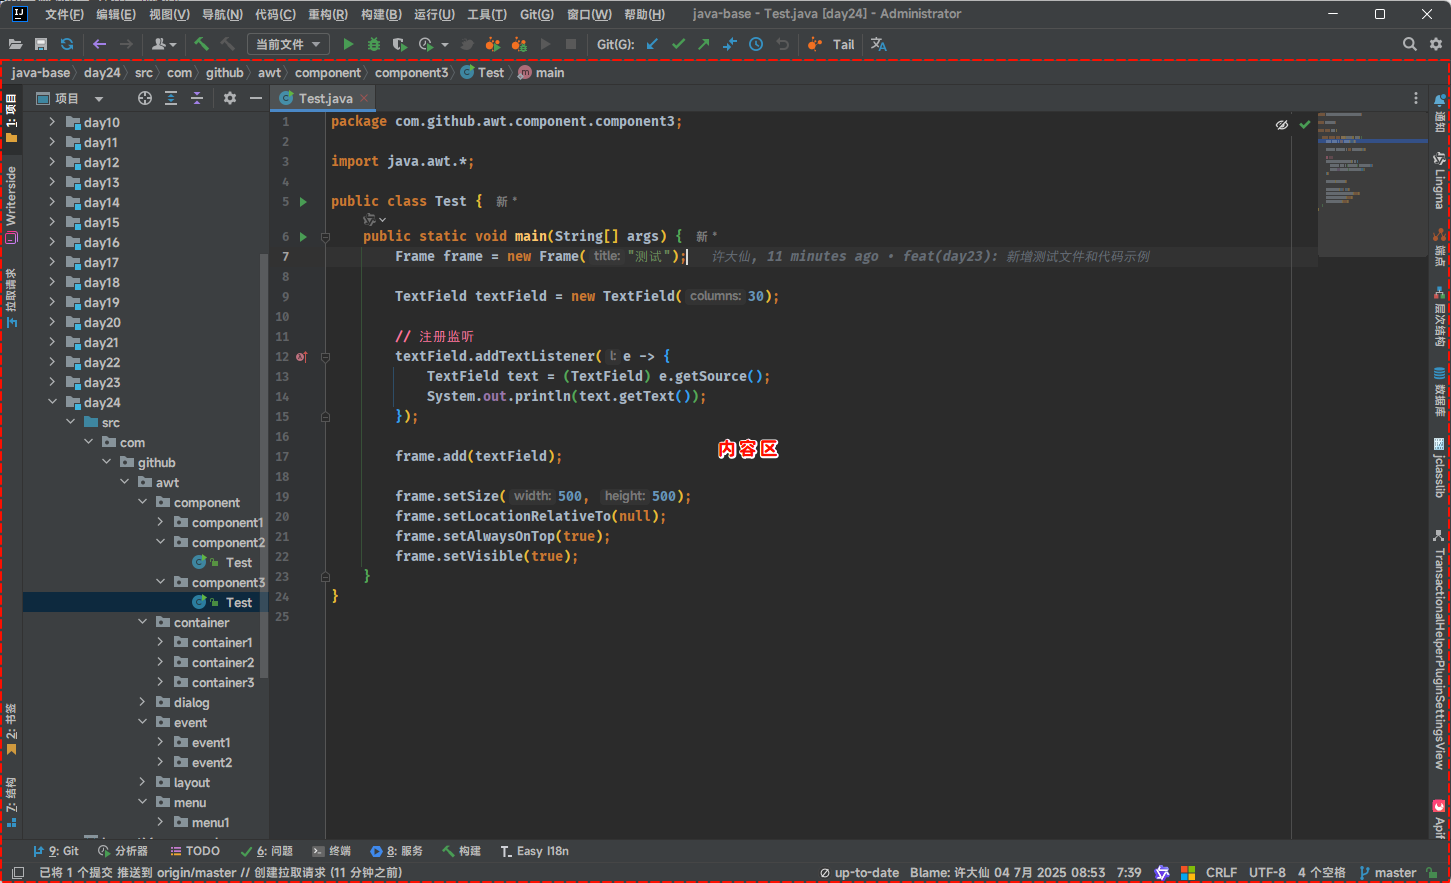 文件(F) 编辑(E) 视图(V) 导航(N) 代码(C) 重构(R) 构建(B) 运行(U) 工具(T) Git(G) 窗口(W) 帮助(H) java-base - Test.java [day24] - Administrator
当前文件 Git(G): Tail
java-base day24 src com github awt component component3 Test main
1: 项目
Writerside
拉取请求
2: 书签
7: 结构
项目
day10
day11
day12
day13
day14
day15
day16
day17
day18
day19
day20
day21
day22
day23
day24
src
com
github
awt
component
component1
component2
Test
component3
Test
container
container1
container2
container3
dialog
event
event1
event2
layout
menu
menu1
Test.java
1 package com.github.awt.component.component3;
2
3 import java.awt.*;
4
5 public class Test { 新 *
6 public static void main(String[] args) { 新 *
7 Frame frame = new Frame( title: "测试"); 许大仙, 11 minutes ago • feat(day23): 新增测试文件和代码示例
8
9 TextField textField = new TextField( columns: 30);
10
11 // 注册监听
12 textField.addTextListener( l: e -> {
13 TextField text = (TextField) e.getSource();
14 System.out.println(text.getText());
15 });
16
内容区
17 frame.add(textField);
18
19 frame.setSize( width: 500, height: 500);
20 frame.setLocationRelativeTo(null);
21 frame.setAlwaysOnTop(true);
22 frame.setVisible(true);
23 }
24 }
25
通知
Lingma
端点
层次结构
数据库
jclasslib
TransactionalHelperPluginSettingsView
Apif
9: Git 分析器 TODO 6: 问题 终端 8: 服务 构建 Easy I18n
已将 1 个提交 推送到 origin/master // 创建拉取请求 (11 分钟之前) up-to-date Blame: 许大仙 04 7月 2025 08:53 7:39 CRLF UTF-8 4 个空格 master